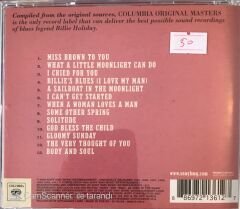 Compiled from the original sources, COLUMBIA ORIGINAL MASTERS
is the only record label that can deliver the best possible sound recordings
of blues legend Billie Holiday.
50
1. MISS BROWN TO YOU
2. WHAT A LITTLE MOONLIGHT CAN DO
3. I CRIED FOR YOU
4. BILLIE'S BLUES (I LOVE MY MAN)
5. A SAILBOAT IN THE MOONLIGHT
6. I CAN'T GET STARTED
7. WHEN A WOMAN LOVES A MAN
8. SOME OTHER SPRING
9. SOLITUDE
10. GOD BLESS THE CHILD
11. GLOOMY SUNDAY
12. THE VERY THOUGHT OF YOU
13. BODY AND SOUL
COLUMBIA
CamScanner ile tarandı
www.sonybmg.com
8 86972 13612